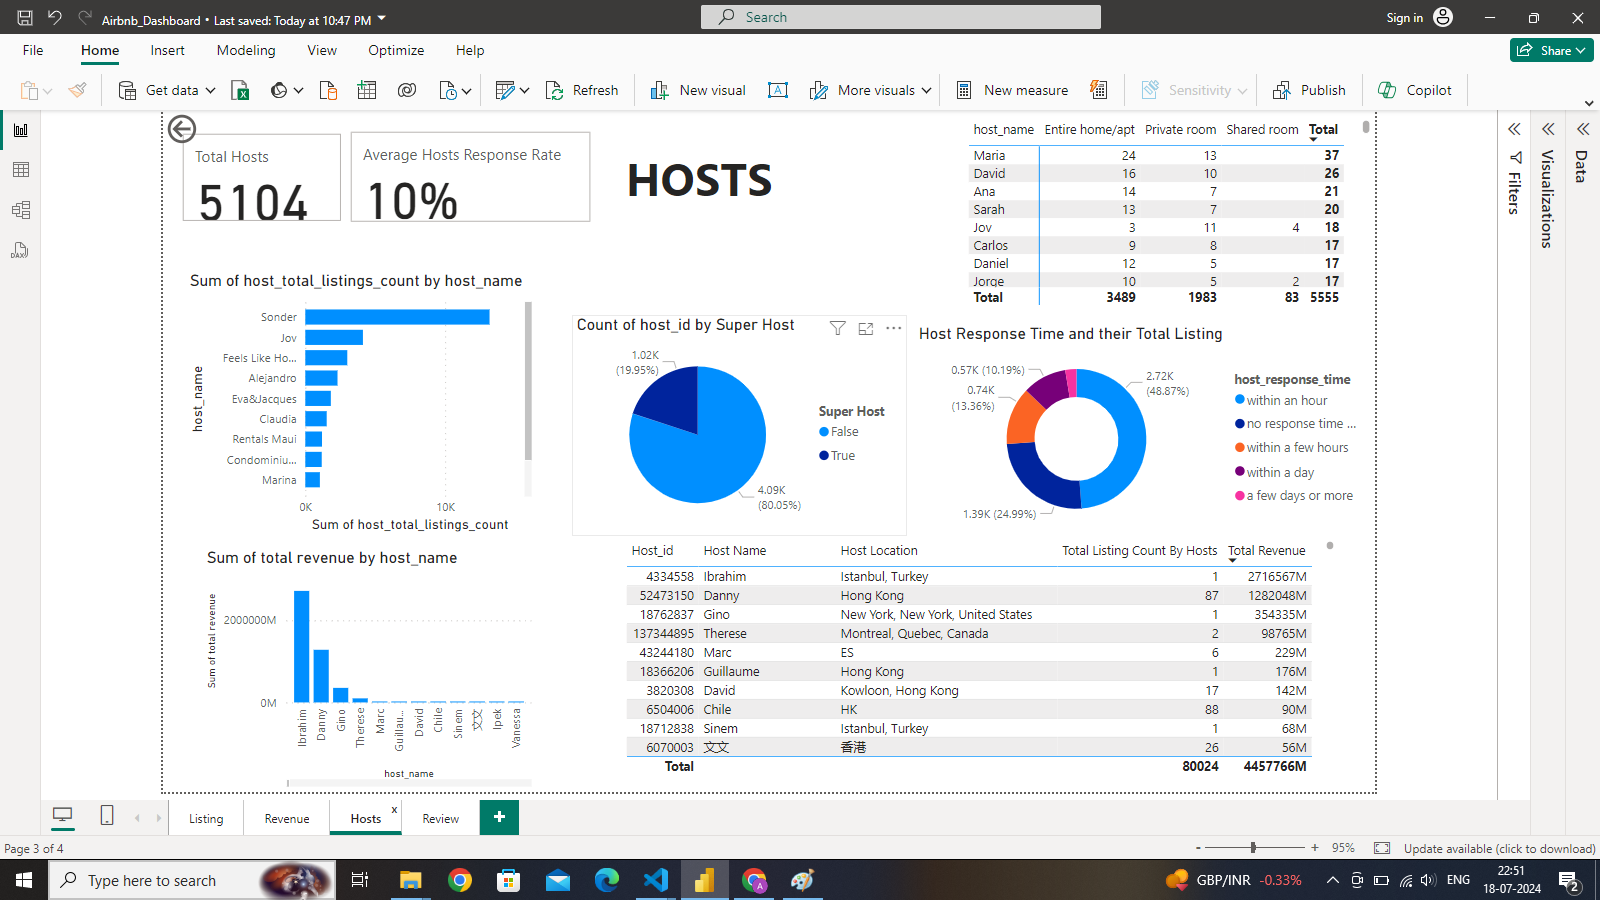 Airbnb_Dashboard • Last saved: Today at 10:47 PM
Search
Sign in
File Home Insert Modeling View Optimize Help
Share
Get data
Refresh
New visual
More visuals
New measure
Sensitivity
Publish
Copilot
Total Hosts
5104
Average Hosts Response Rate
10%
HOSTS
host_name Entire home/apt Private room Shared room Total
Maria 24 13 37
David 16 10 26
Ana 14 7 21
Sarah 13 7 20
Jov 3 11 4 18
Carlos 9 8 17
Daniel 12 5 17
Jorge 10 5 2 17
Total 3489 1983 83 5555
Filters
Visualizations
Data
Sum of host_total_listings_count by host_name
host_name
Sonder
Jov
Feels Like Ho...
Alejandro
Eva&Jacques
Claudia
Rentals Maui
Condominiu...
Marina
0K 10K
Sum of host_total_listings_count
Count of host_id by Super Host
1.02K
(19.95%)
4.09K
(80.05%)
Super Host
False
True
Host Response Time and their Total Listing
0.57K (10.19%)
0.74K
(13.36%)
2.72K
(48.87%)
1.39K (24.99%)
host_response_time
within an hour
no response time ...
within a few hours
within a day
a few days or more
Sum of total revenue by host_name
Sum of total revenue
2000000M
0M
Ibrahim
Danny
Gino
Therese
Marc
Guillau...
David
Chile
Sinem
文文
Ipek
Vanessa
host_name
Host_id Host Name Host Location Total Listing Count By Hosts Total Revenue
4334558 Ibrahim Istanbul, Turkey 1 2716567M
52473150 Danny Hong Kong 87 1282048M
18762837 Gino New York, New York, United States 1 354335M
137344895 Therese Montreal, Quebec, Canada 2 98765M
43244180 Marc ES 6 229M
18366206 Guillaume Hong Kong 1 176M
3820308 David Kowloon, Hong Kong 17 142M
6504006 Chile HK 88 90M
18712838 Sinem Istanbul, Turkey 1 68M
6070003 文文 香港 26 56M
Total 80024 4457766M
Listing Revenue Hosts x Review +
Page 3 of 4
- + 95%
Update available (click to download)
Type here to search
GBP/INR -0.33%
ENG
22:51
18-07-2024
2